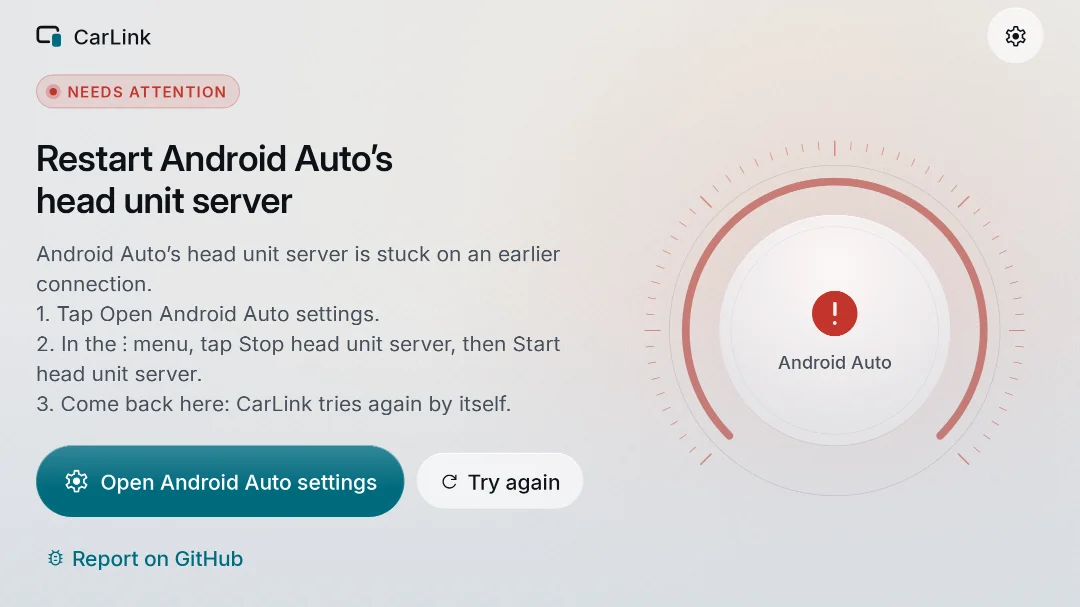 CarLink
NEEDS ATTENTION
Restart Android Auto’s
head unit server
Android Auto’s head unit server is stuck on an earlier
connection.
1. Tap Open Android Auto settings.
2. In the ⋮ menu, tap Stop head unit server, then Start
head unit server.
3. Come back here: CarLink tries again by itself.
Open Android Auto settings
Try again
Report on GitHub
Android Auto